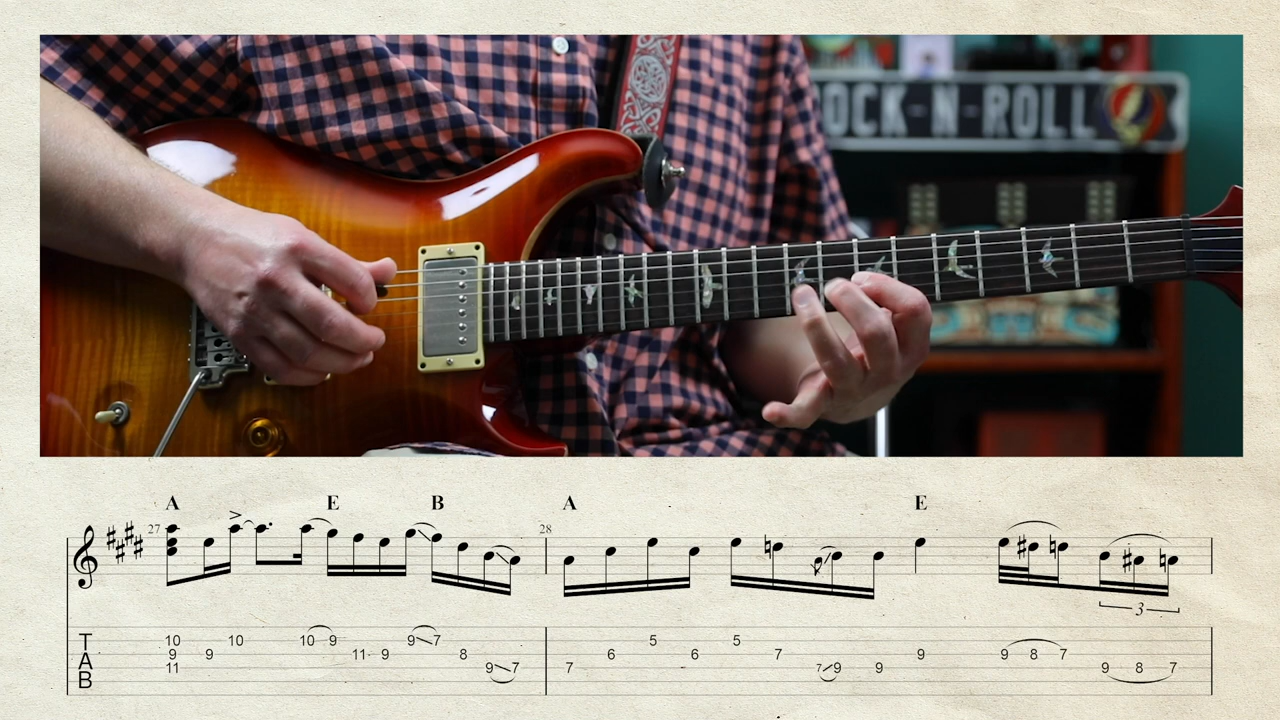 OCK-N-ROLL
A E B A E
27 28
3
T
A
B
10 10 10 9 9 7 5 5
9 9 11 9 8 6 6 7 9 9 8 7
11 9 7 7 7 9 9 9 8 7